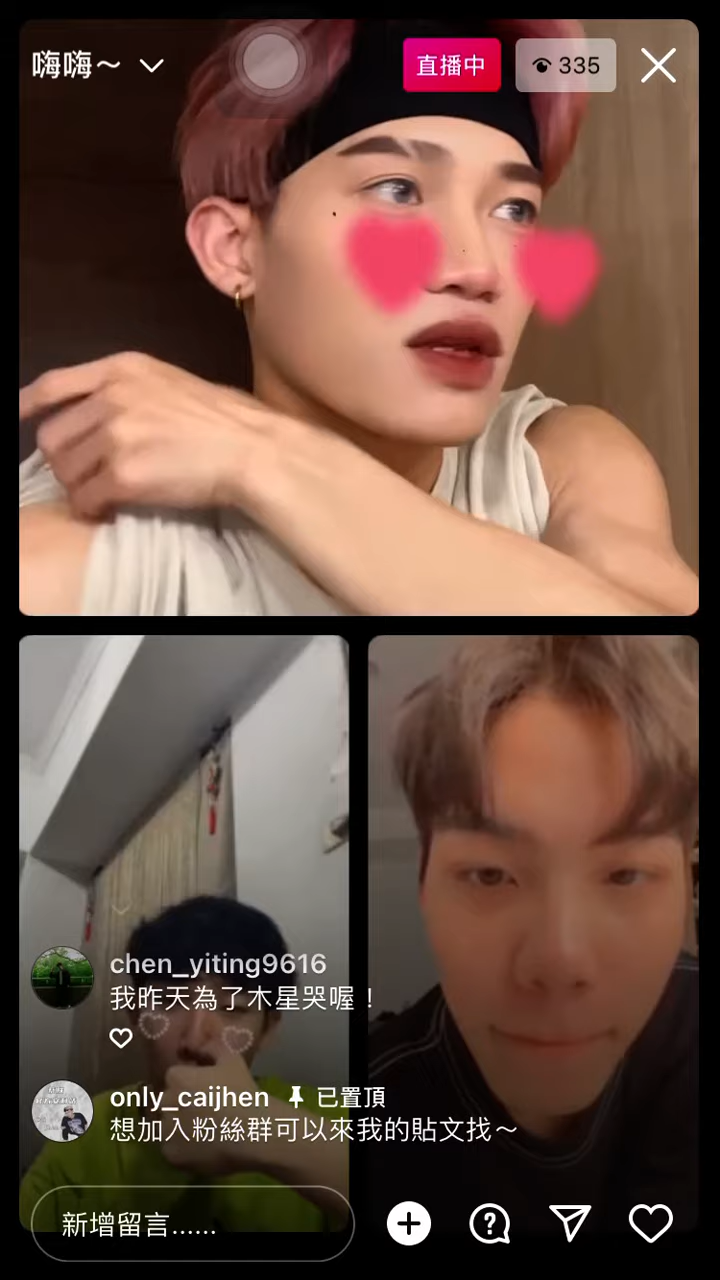 嗨嗨～
直播中
335
chen_yiting9616
我昨天為了木星哭喔！
only_caijhen 已置頂
想加入粉絲群可以來我的貼文找～
新增留言......